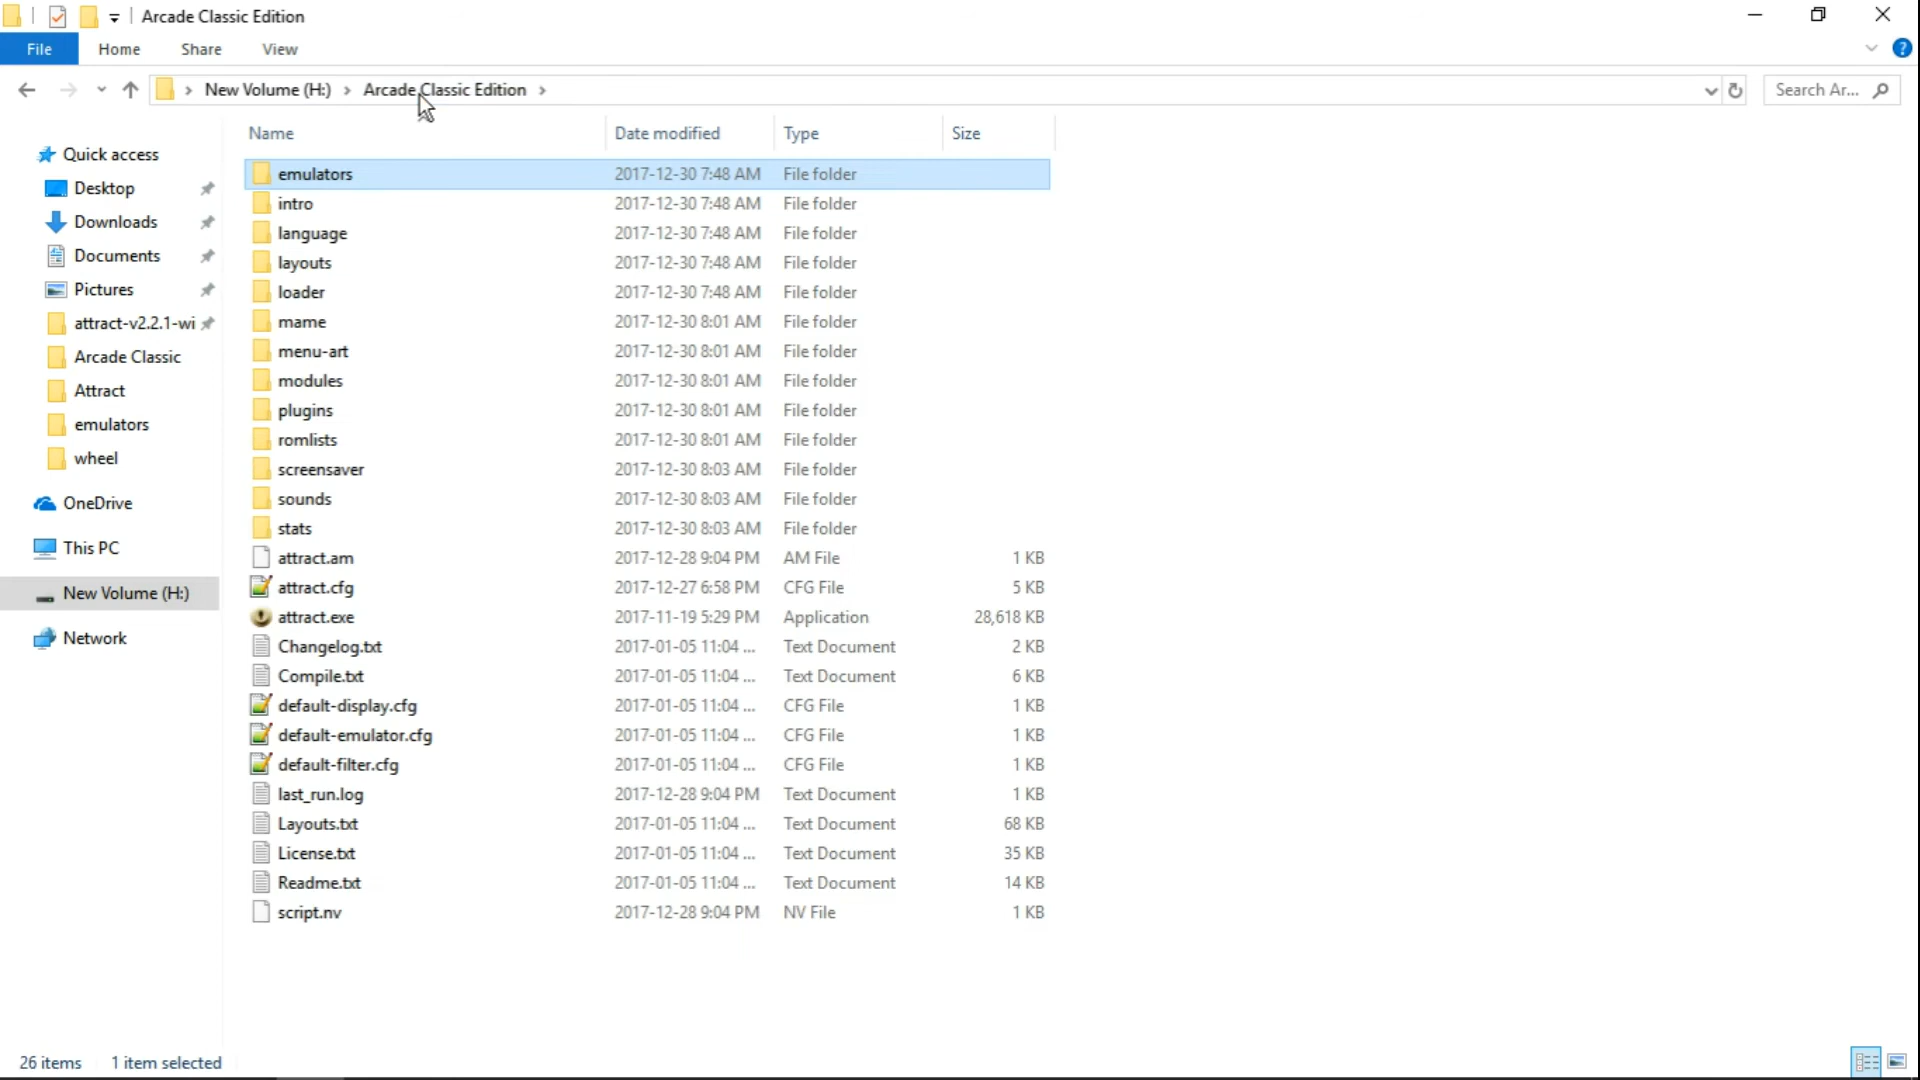 Arcade Classic Edition
File Home Share View
New Volume (H:) Arcade Classic Edition Search Ar...
Name Date modified Type Size
Quick access
Desktop
Downloads
Documents
Pictures
attract-v2.2.1-wi
Arcade Classic
Attract
emulators
wheel
OneDrive
This PC
New Volume (H:)
Network
emulators 2017-12-30 7:48 AM File folder
intro 2017-12-30 7:48 AM File folder
language 2017-12-30 7:48 AM File folder
layouts 2017-12-30 7:48 AM File folder
loader 2017-12-30 7:48 AM File folder
mame 2017-12-30 8:01 AM File folder
menu-art 2017-12-30 8:01 AM File folder
modules 2017-12-30 8:01 AM File folder
plugins 2017-12-30 8:01 AM File folder
romlists 2017-12-30 8:01 AM File folder
screensaver 2017-12-30 8:03 AM File folder
sounds 2017-12-30 8:03 AM File folder
stats 2017-12-30 8:03 AM File folder
attract.am 2017-12-28 9:04 PM AM File 1 KB
attract.cfg 2017-12-27 6:58 PM CFG File 5 KB
attract.exe 2017-11-19 5:29 PM Application 28,618 KB
Changelog.txt 2017-01-05 11:04 ... Text Document 2 KB
Compile.txt 2017-01-05 11:04 ... Text Document 6 KB
default-display.cfg 2017-01-05 11:04 ... CFG File 1 KB
default-emulator.cfg 2017-01-05 11:04 ... CFG File 1 KB
default-filter.cfg 2017-01-05 11:04 ... CFG File 1 KB
last_run.log 2017-12-28 9:04 PM Text Document 1 KB
Layouts.txt 2017-01-05 11:04 ... Text Document 68 KB
License.txt 2017-01-05 11:04 ... Text Document 35 KB
Readme.txt 2017-01-05 11:04 ... Text Document 14 KB
script.nv 2017-12-28 9:04 PM NV File 1 KB
26 items 1 item selected